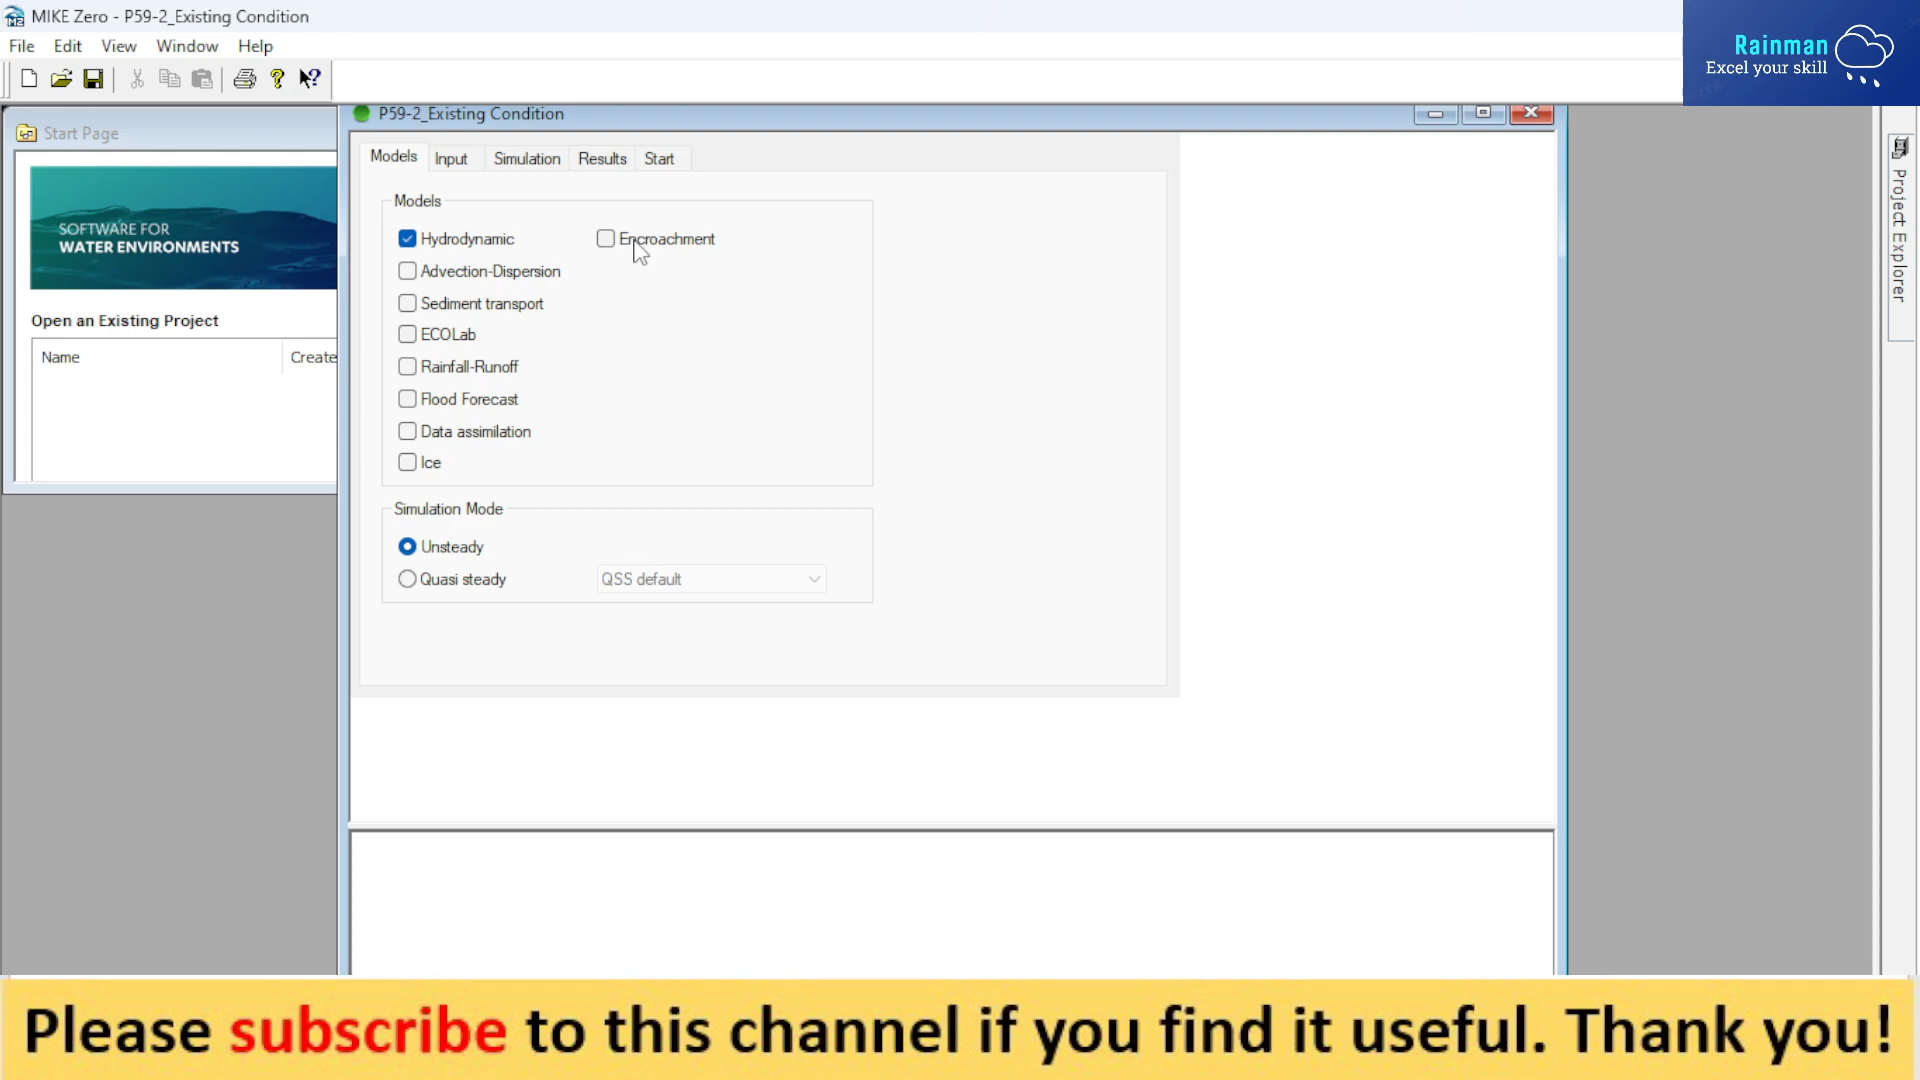 MIKE Zero - P59-2_Existing Condition
File Edit View Window Help
Rainman
Excel your skill
Start Page
SOFTWARE FOR
WATER ENVIRONMENTS
Open an Existing Project
Name Create
P59-2_Existing Condition
Models Input Simulation Results Start
Models
Hydrodynamic Encroachment
Advection-Dispersion
Sediment transport
ECOLab
Rainfall-Runoff
Flood Forecast
Data assimilation
Ice
Simulation Mode
Unsteady
Quasi steady QSS default
Project Explorer
Please subscribe to this channel if you find it useful. Thank you!